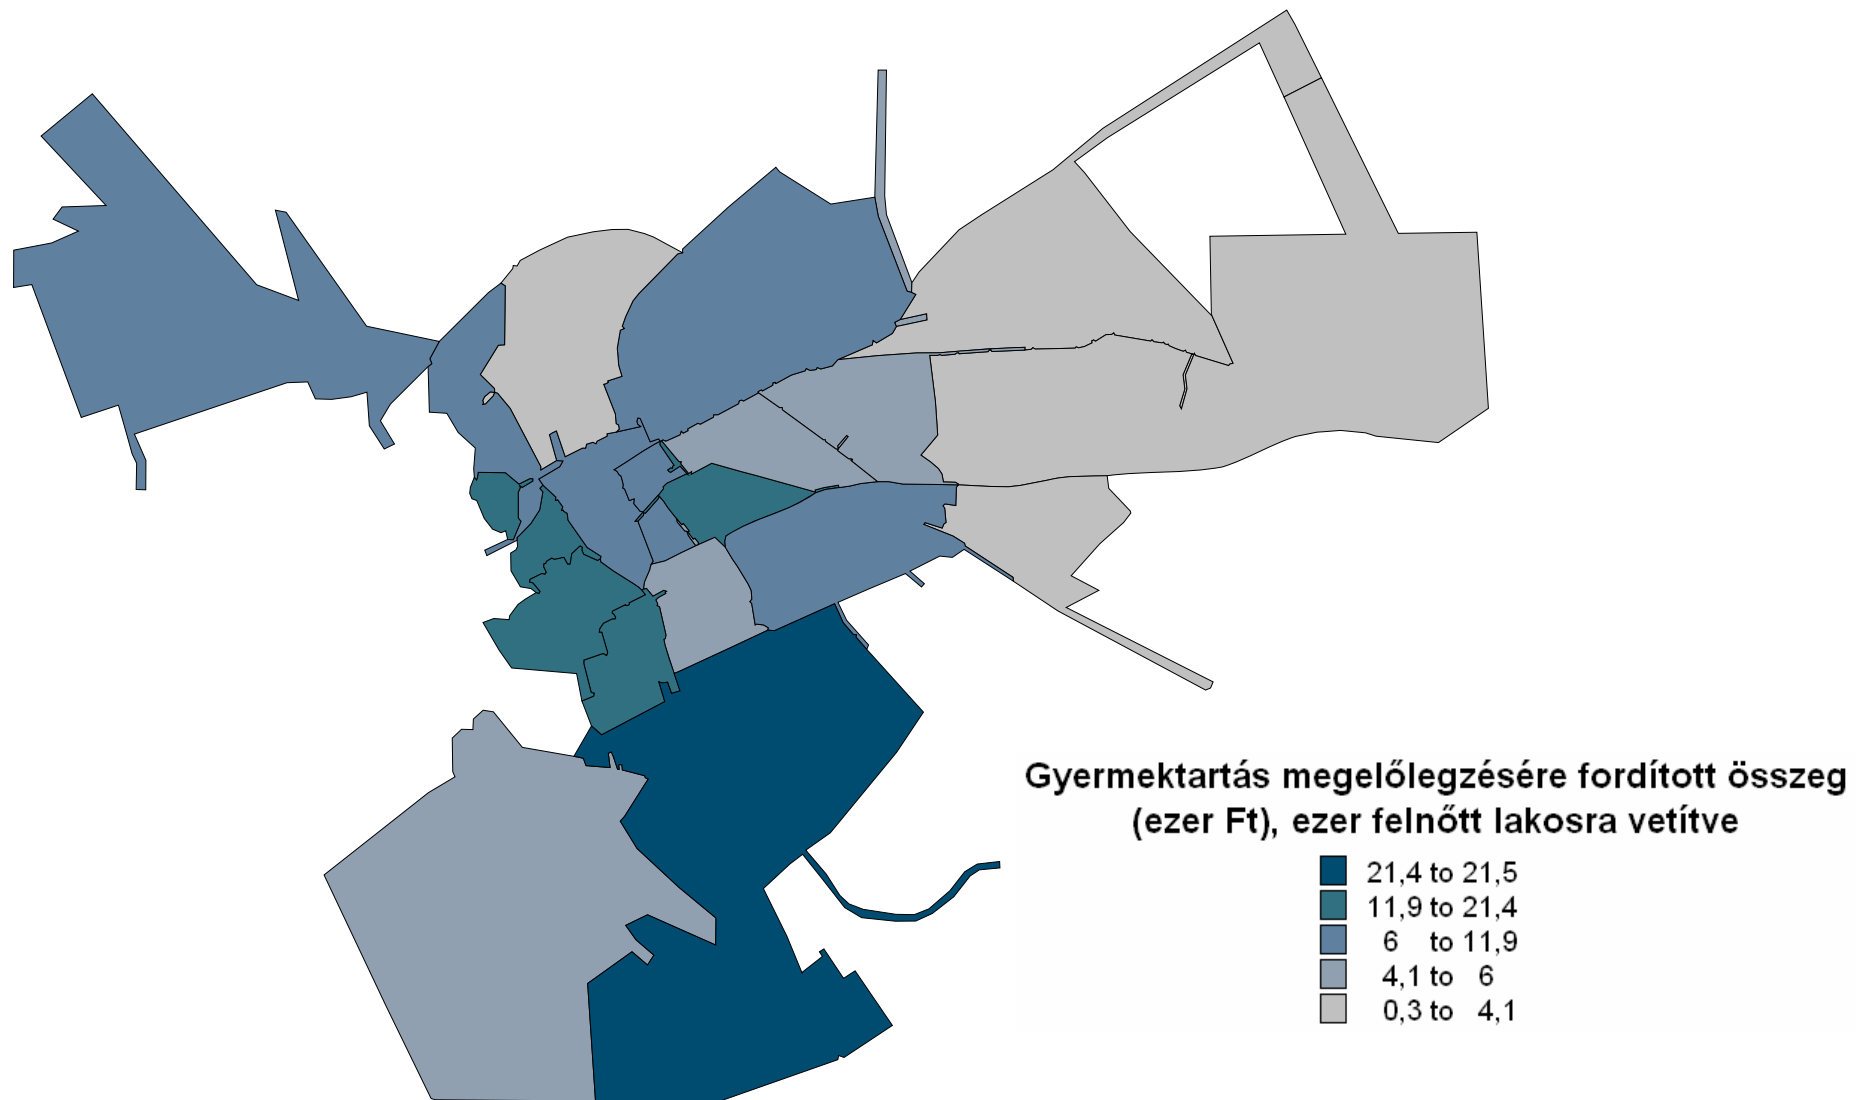 Gyermektartás megelőlegzésére fordított összeg
(ezer Ft), ezer felnőtt lakosra vetítve
21,4 to 21,5
11,9 to 21,4
6 to 11,9
4,1 to 6
0,3 to 4,1